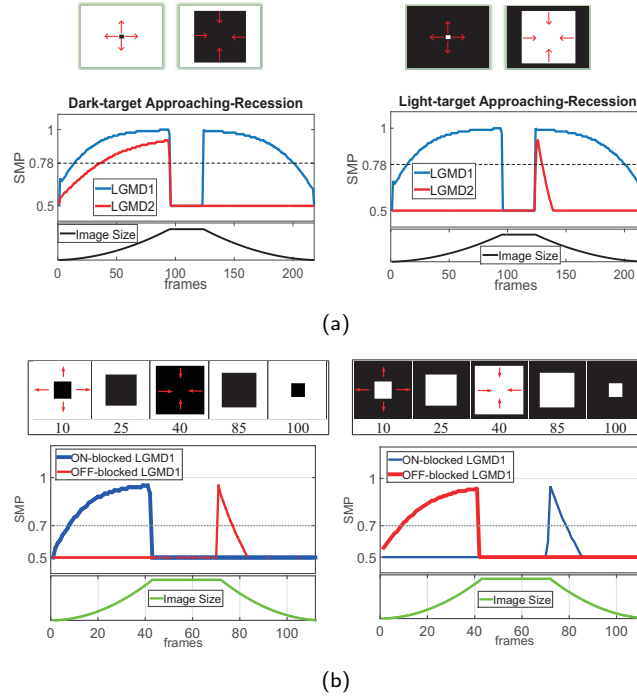 (a)
Dark-target Approaching-Recession
SMP
1
0.78
0.5
LGMD1
LGMD2
Image Size
0 50 100 150 200
frames
Light-target Approaching-Recession
SMP
1
0.78
0.5
LGMD1
LGMD2
Image Size
0 50 100 150 200
frames
(a)
10 25 40 85 100
ON-blocked LGMD1
OFF-blocked LGMD1
SMP
1
0.7
0.5
Image Size
0 20 40 60 80 100
frames
10 25 40 85 100
ON-blocked LGMD1
OFF-blocked LGMD1
SMP
1
0.7
0.5
Image Size
0 20 40 60 80 100
frames
(b)